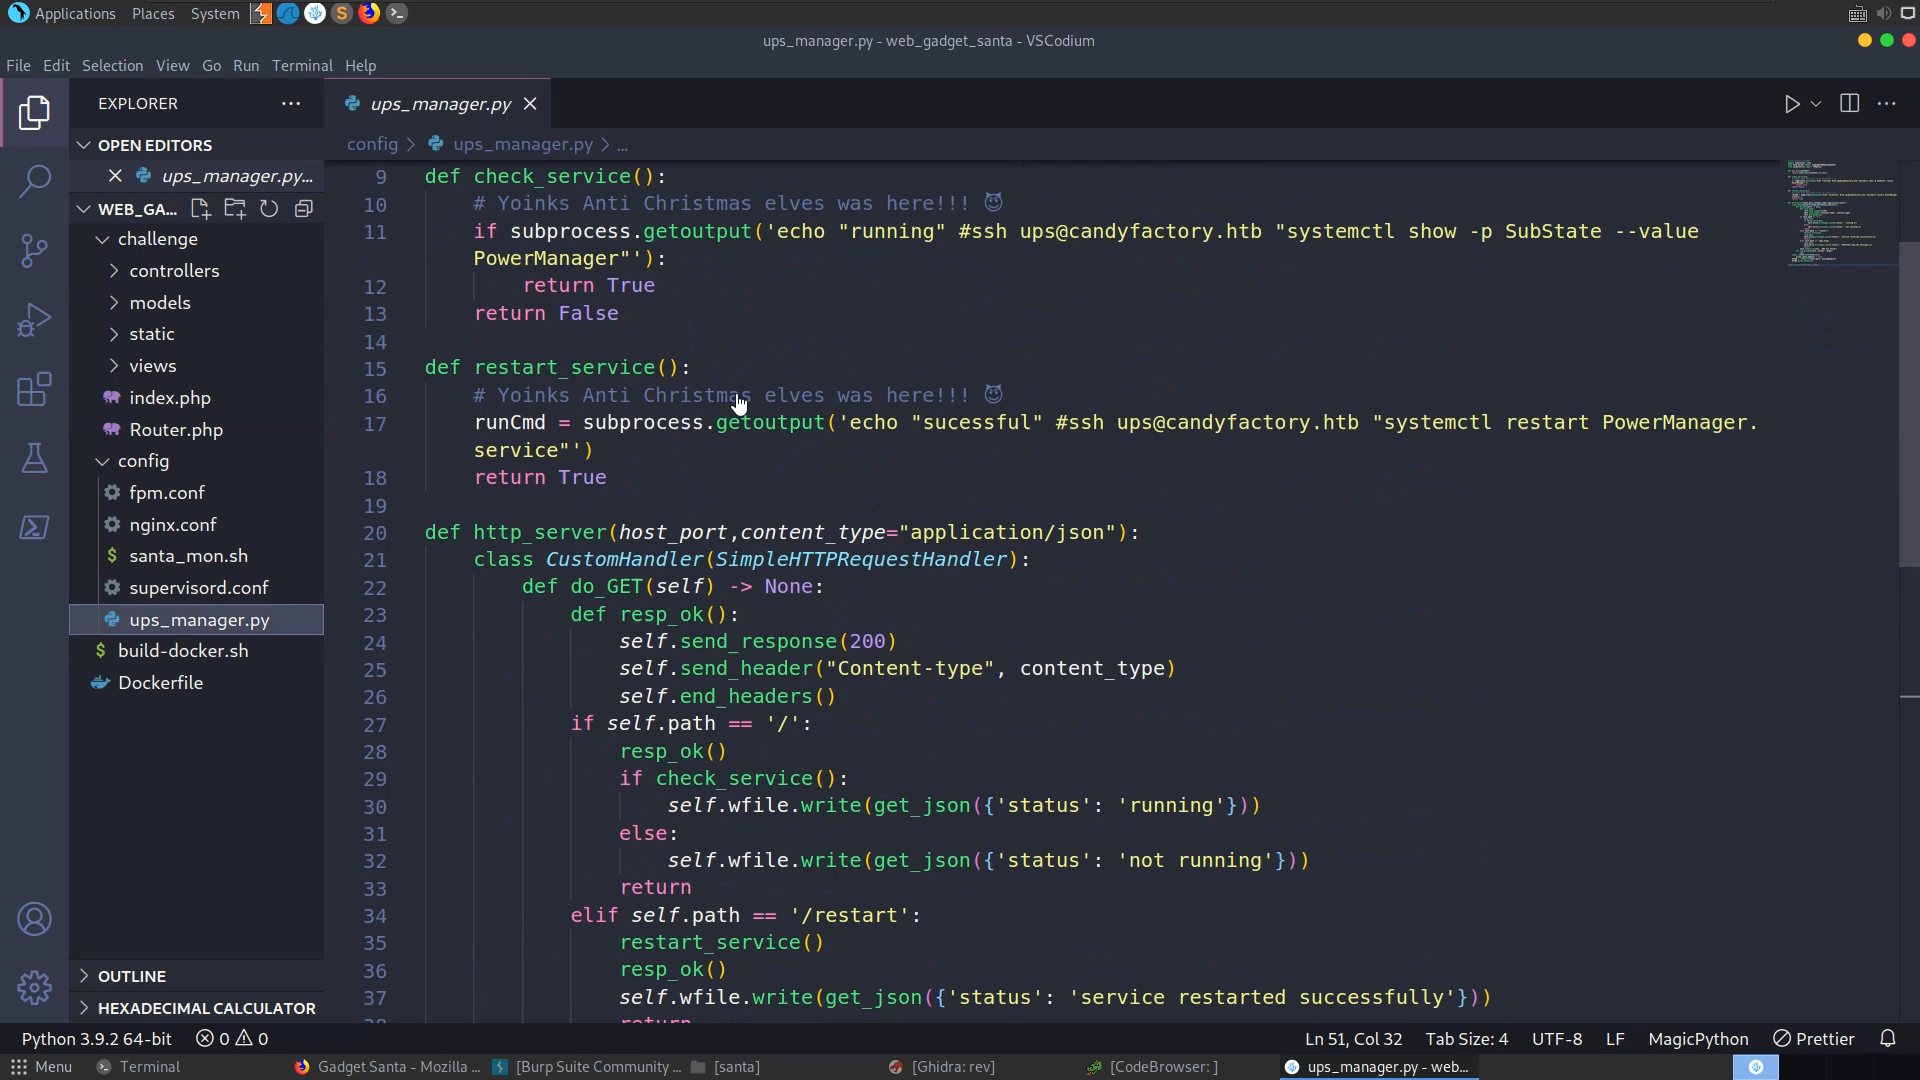 Applications Places System
ups_manager.py - web_gadget_santa - VSCodium
File Edit Selection View Go Run Terminal Help
EXPLORER
ups_manager.py
OPEN EDITORS
config > ups_manager.py > ...
ups_manager.py...
WEB_GA...
challenge
controllers
models
static
views
index.php
Router.php
config
fpm.conf
nginx.conf
santa_mon.sh
supervisord.conf
ups_manager.py
build-docker.sh
Dockerfile
OUTLINE
HEXADECIMAL CALCULATOR
9 def check_service():
10 # Yoinks Anti Christmas elves was here!!! 😈
11 if subprocess.getoutput('echo "running" #ssh ups@candyfactory.htb "systemctl show -p SubState --value
PowerManager"'):
12 return True
13 return False
14
15 def restart_service():
16 # Yoinks Anti Christmas elves was here!!! 😈
17 runCmd = subprocess.getoutput('echo "sucessful" #ssh ups@candyfactory.htb "systemctl restart PowerManager.
service"')
18 return True
19
20 def http_server(host_port,content_type="application/json"):
21 class CustomHandler(SimpleHTTPRequestHandler):
22 def do_GET(self) -> None:
23 def resp_ok():
24 self.send_response(200)
25 self.send_header("Content-type", content_type)
26 self.end_headers()
27 if self.path == '/':
28 resp_ok()
29 if check_service():
30 self.wfile.write(get_json({'status': 'running'}))
31 else:
32 self.wfile.write(get_json({'status': 'not running'}))
33 return
34 elif self.path == '/restart':
35 restart_service()
36 resp_ok()
37 self.wfile.write(get_json({'status': 'service restarted successfully'}))
Python 3.9.2 64-bit 0 0 Ln 51, Col 32 Tab Size: 4 UTF-8 LF MagicPython Prettier
Menu Terminal Gadget Santa - Mozilla ... [Burp Suite Community ... [santa] [Ghidra: rev] [CodeBrowser: ] ups_manager.py - web...